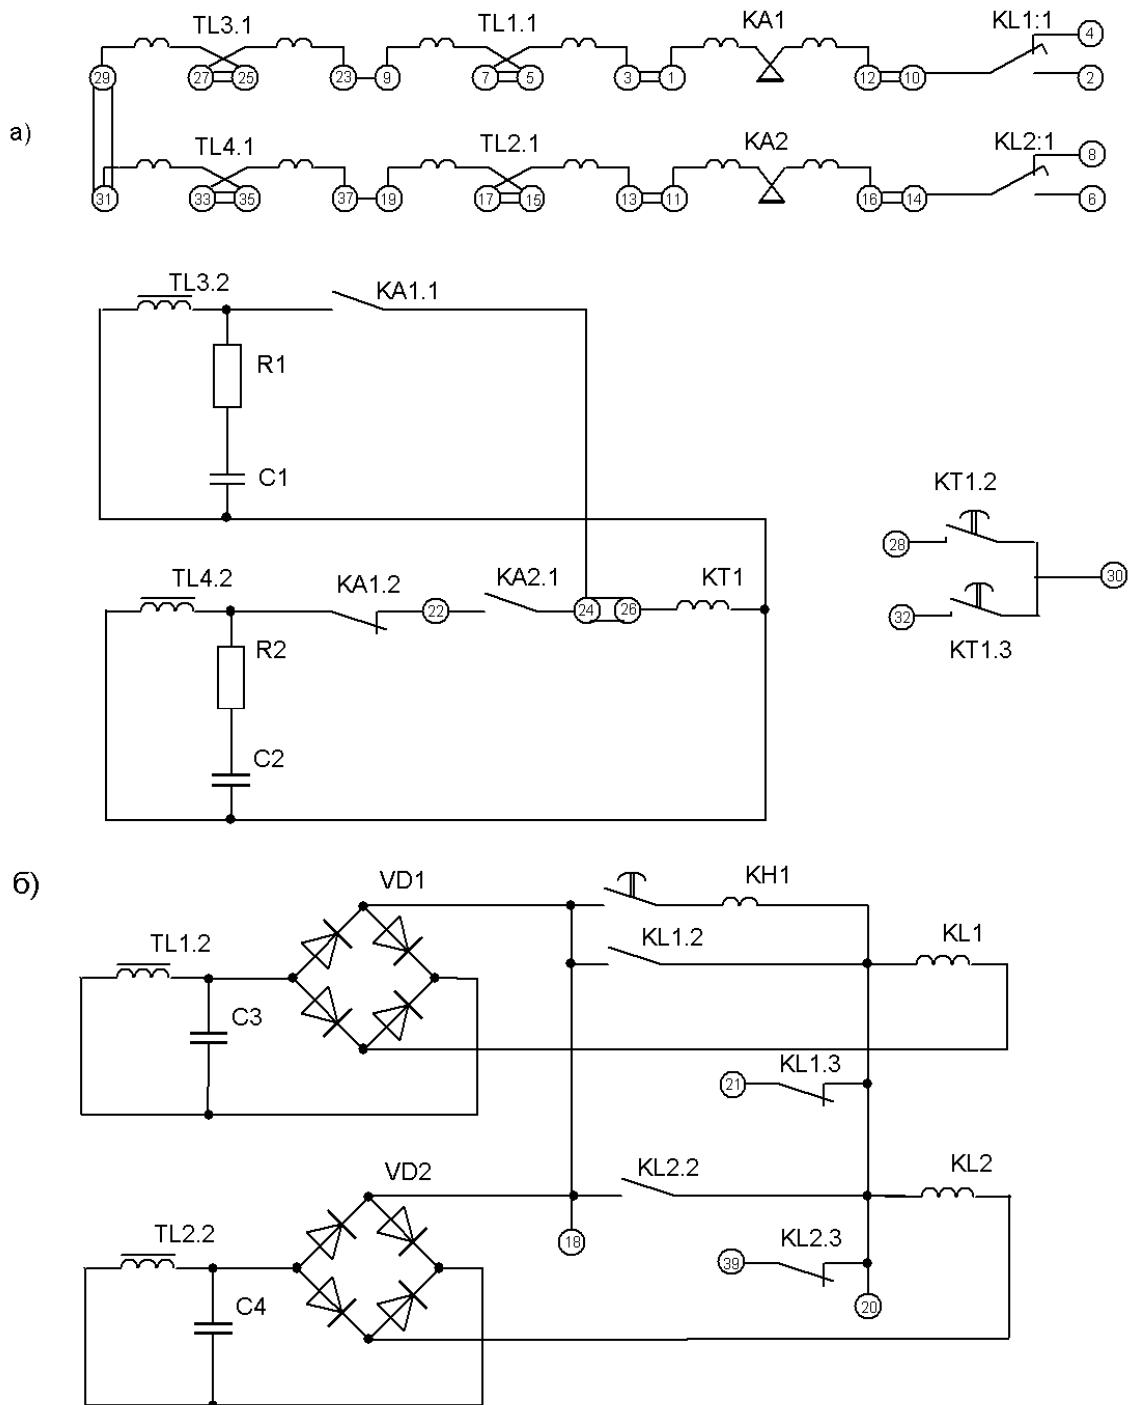 TL3.1 TL1.1 KA1 KL1:1
4
29 27 25 23 9 7 5 3 1 12 10 2
а)
TL4.1 TL2.1 KA2 KL2:1
8
31 33 35 37 19 17 15 13 11 16 14 6
TL3.2 KA1.1
R1
C1
KT1.2
28
30
TL4.2 KA1.2 KA2.1 KT1
22 24 26
32
R2
KT1.3
C2
б)
VD1 KH1
TL1.2 KL1.2 KL1
C3
KL1.3
21
VD2 KL2.2 KL2
TL2.2 18 KL2.3
39
C4
20